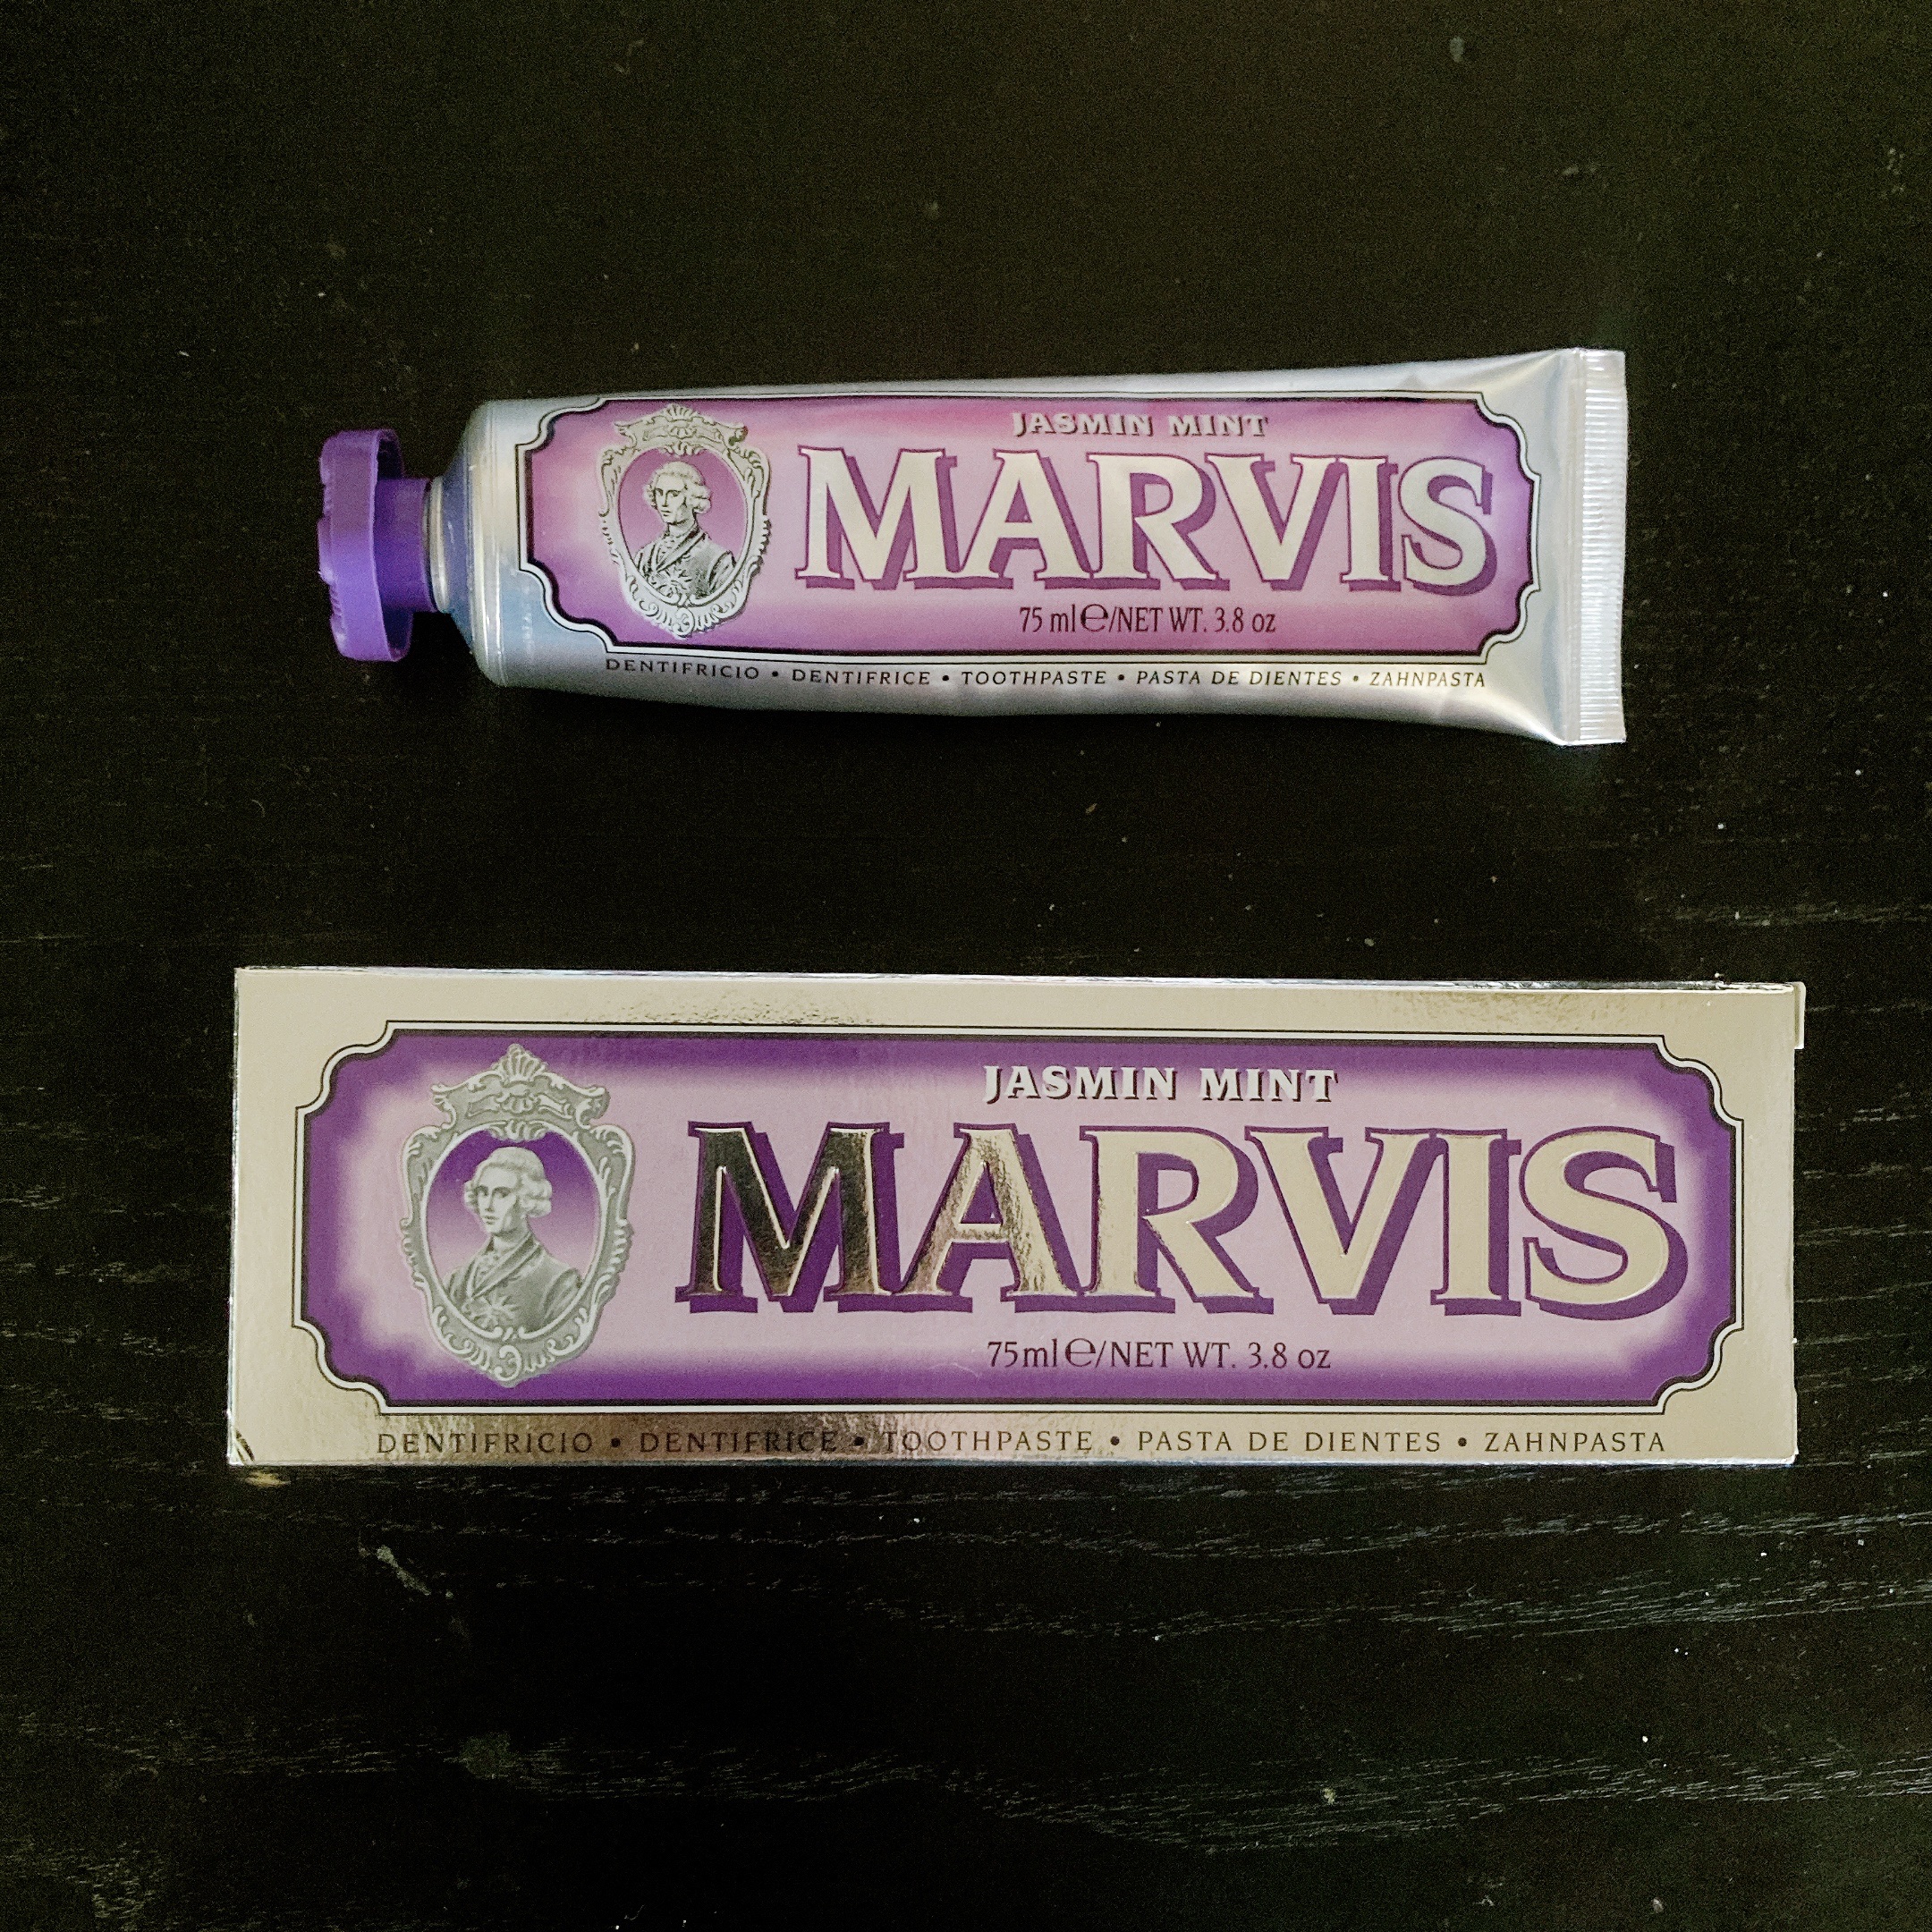 JASMIN MINT
MARVIS
75 ml℮/NET WT. 3.8 oz
DENTIFRICIO • DENTIFRICE • TOOTHPASTE • PASTA DE DIENTES • ZAHNPASTA
JASMIN MINT
MARVIS
75ml℮/NET WT. 3.8 oz
DENTIFRICIO • DENTIFRICE • TOOTHPASTE • PASTA DE DIENTES • ZAHNPASTA